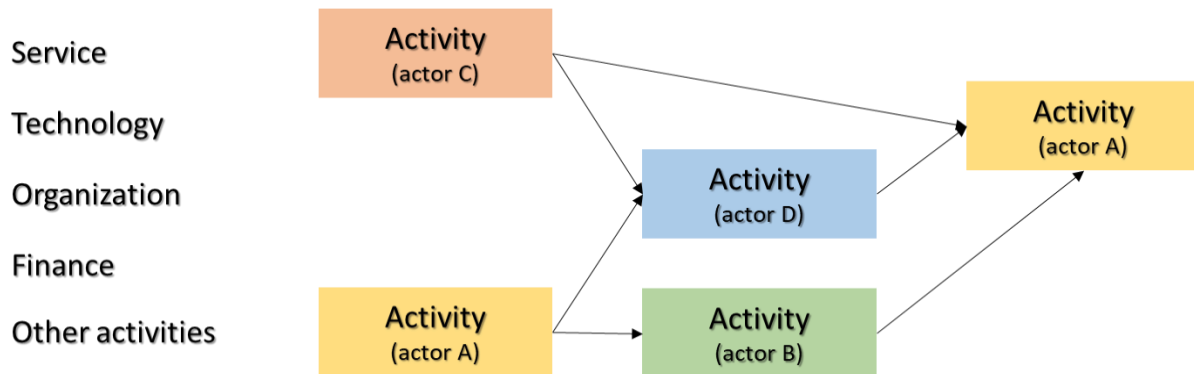 Service
Technology
Organization
Finance
Other activities
Activity
(actor C)
Activity
(actor A)
Activity
(actor D)
Activity
(actor B)
Activity
(actor A)